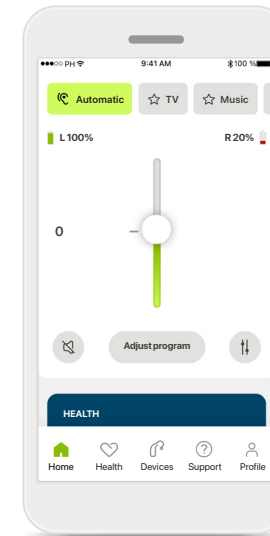 PH 9:41 AM 100 %
Automatic TV Music
L 100% R 20%
0
Adjust program
HEALTH
Home Health Devices Support Profile